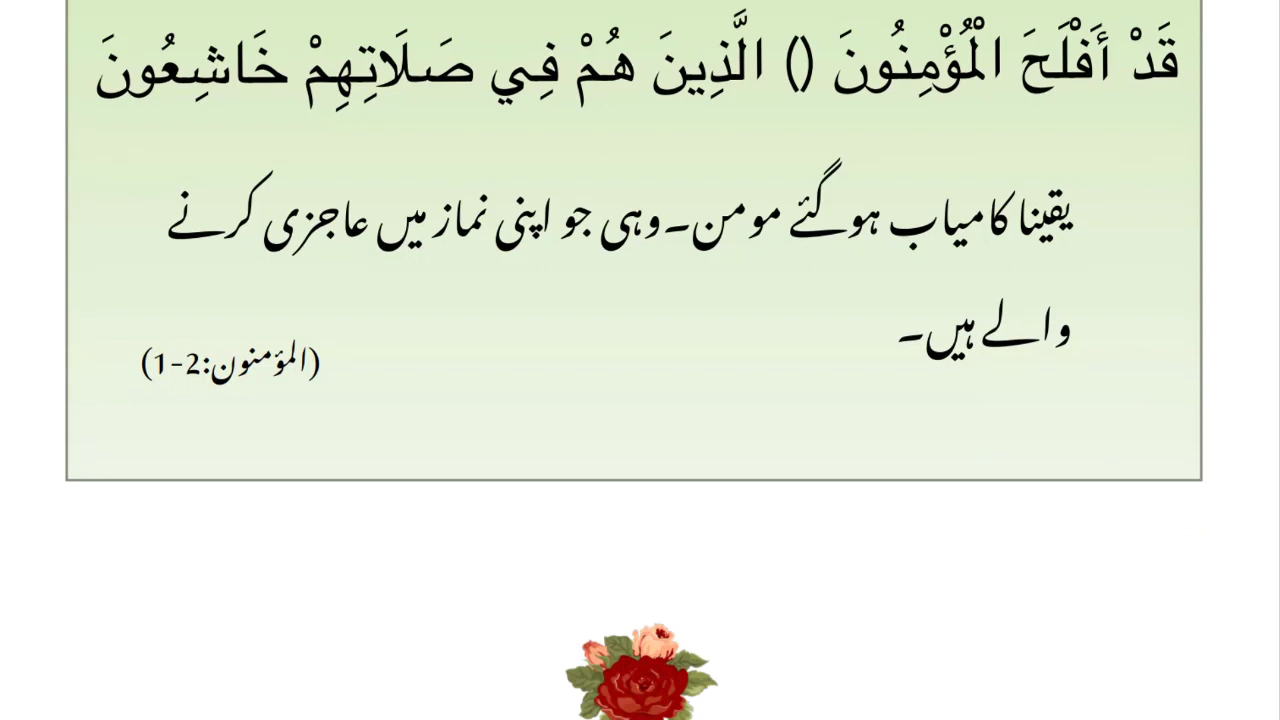 قَدْ أَفْلَحَ الْمُؤْمِنُونَ () الَّذِينَ هُمْ فِي صَلَاتِهِمْ خَاشِعُونَ
یقینا کامیاب ہوگئے مومن۔وہی جو اپنی نماز میں عاجزی کرنے
والے ہیں۔
(المؤمنون:2-1)